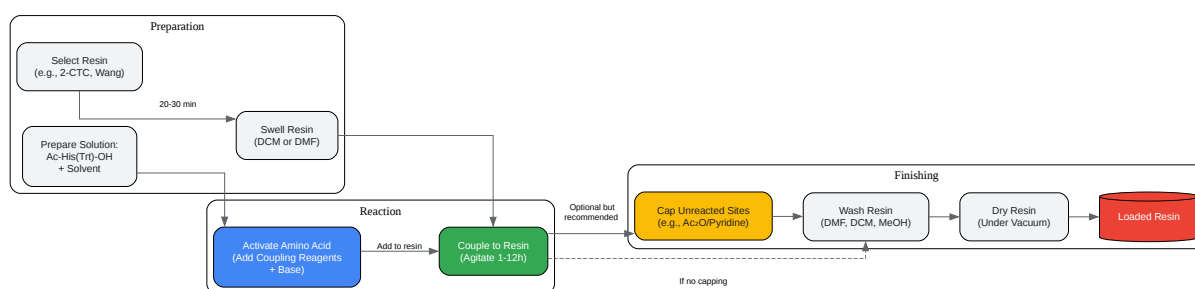 Preparation
Select Resin
(e.g., 2-CTC, Wang)
20-30 min
Swell Resin
(DCM or DMF)
Prepare Solution:
Ac-His(Trt)-OH
+ Solvent
Reaction
Activate Amino Acid
(Add Coupling Reagents
+ Base)
Add to resin
Couple to Resin
(Agitate 1-12h)
Optional but
recommended
If no capping
Finishing
Cap Unreacted Sites
(e.g., Ac₂O/Pyridine)
Wash Resin
(DMF, DCM, MeOH)
Dry Resin
(Under Vacuum)
Loaded Resin